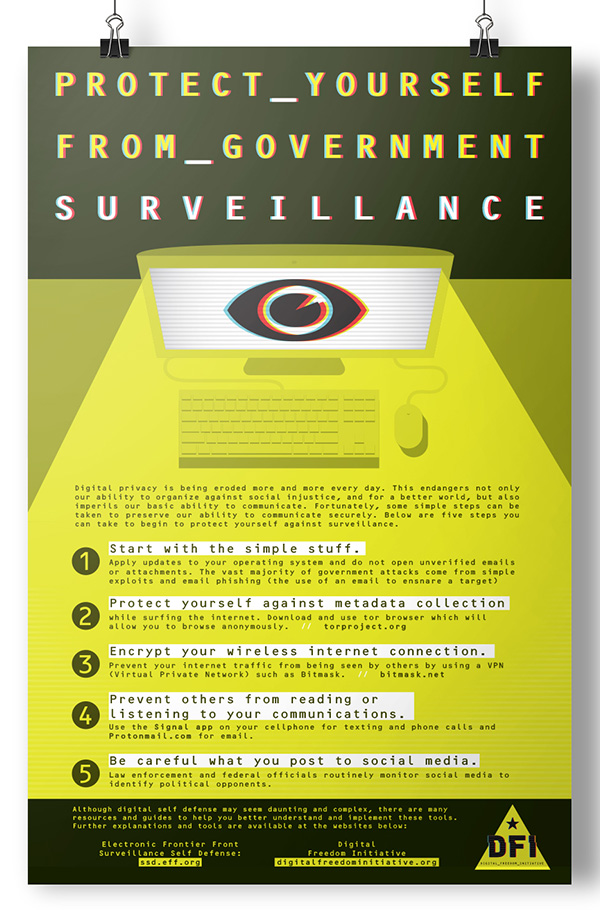 PROTECT_YOURSELF
FROM_GOVERNMENT
SURVEILLANCE
Digital privacy is being eroded more and more every day. This endangers not only
our ability to organize against social injustice, and for a better world, but also
imperils our basic ability to communicate. Fortunately, some simple steps can be
taken to preserve our ability to communicate securely. Below are five steps you
can take to begin to protect yourself against surveillance.
1 Start with the simple stuff.
Apply updates to your operating system and do not open unverified emails
or attachments. The vast majority of government attacks come from simple
exploits and email phishing (the use of an email to ensnare a target)
2 Protect yourself against metadata collection
while surfing the internet. Download and use tor browser which will
allow you to browse anonymously. // torproject.org
3 Encrypt your wireless internet connection.
Prevent your internet traffic from being seen by others by using a VPN
(Virtual Private Network) such as Bitmask. // bitmask.net
4 Prevent others from reading or
listening to your communications.
Use the Signal app on your cellphone for texting and phone calls and
Protonmail.com for email.
5 Be careful what you post to social media.
Law enforcement and federal officials routinely monitor social media to
identify political opponents.
Although digital self defense may seem daunting and complex, there are many
resources and guides to help you better understand and implement these tools.
Further explanations and tools are available at the websites below:
Electronic Frontier Front
Surveillance Self Defense:
ssd.eff.org
Digital
Freedom Initiative
digitalfreedominitiative.org
DFI
DIGITAL_FREEDOM_INITIATIVE